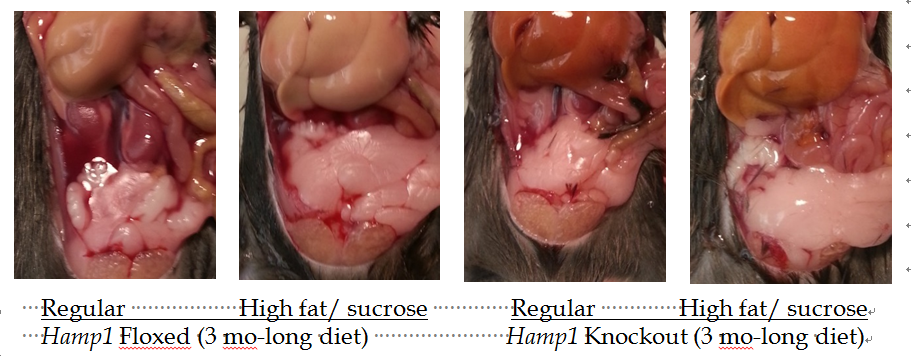 Regular High fat/ sucrose Regular High fat/ sucrose
Hamp1 Floxed (3 mo-long diet) Hamp1 Knockout (3 mo-long diet)